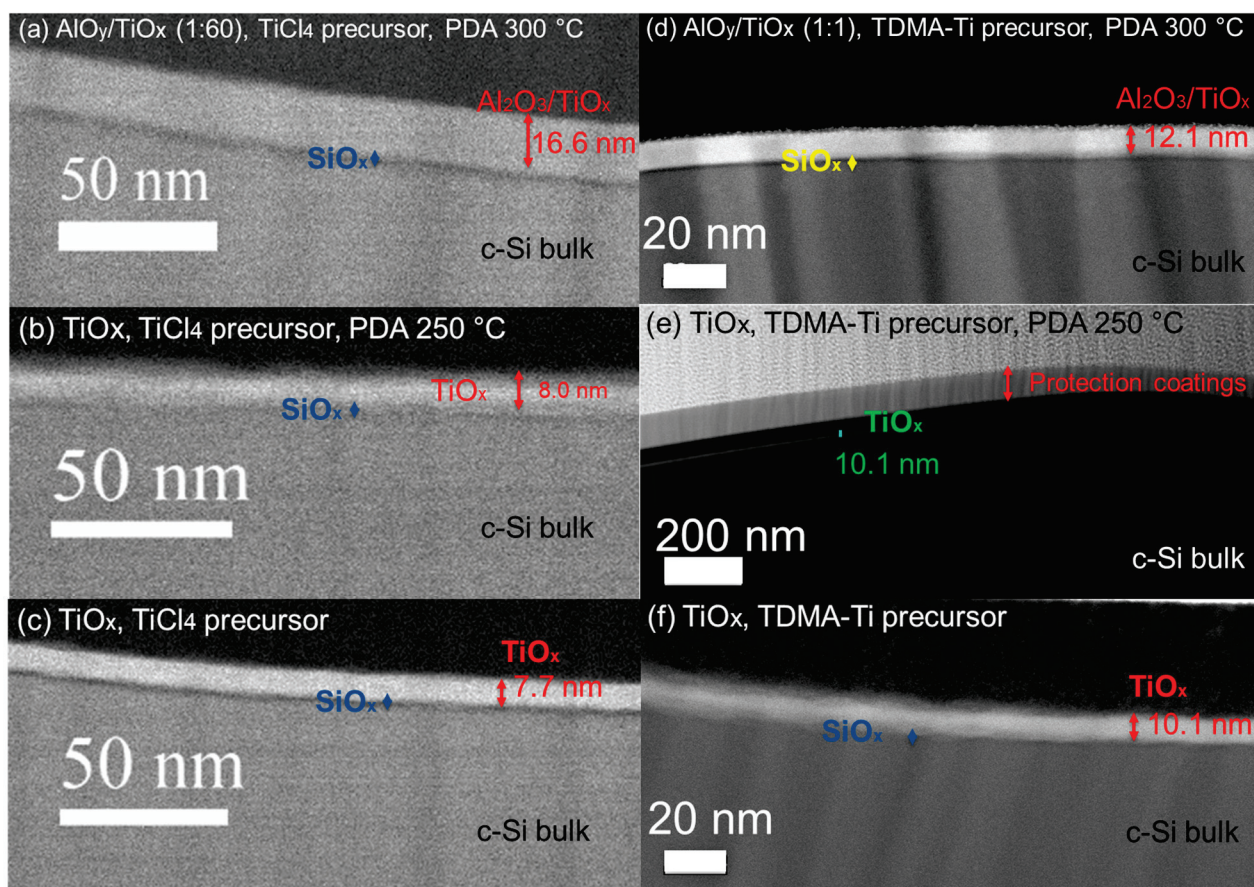 (a) AlOy/TiOx (1:60), TiCl4 precursor, PDA 300 °C
Al2O3/TiOx
16.6 nm
SiOx
50 nm
c-Si bulk
(b) TiOx, TiCl4 precursor, PDA 250 °C
TiOx
8.0 nm
SiOx
50 nm
c-Si bulk
(c) TiOx, TiCl4 precursor
TiOx
7.7 nm
SiOx
50 nm
c-Si bulk
(d) AlOy/TiOx (1:1), TDMA-Ti precursor, PDA 300 °C
Al2O3/TiOx
12.1 nm
SiOx
20 nm
c-Si bulk
(e) TiOx, TDMA-Ti precursor, PDA 250 °C
Protection coatings
TiOx
10.1 nm
200 nm
c-Si bulk
(f) TiOx, TDMA-Ti precursor
TiOx
10.1 nm
SiOx
20 nm
c-Si bulk